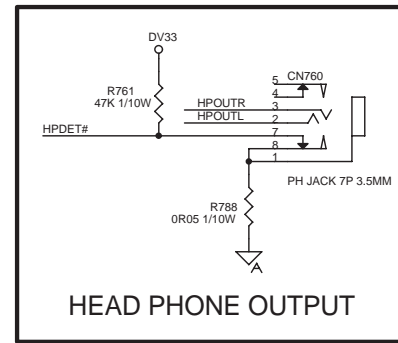 DV33
R761
47K 1/10W
HPDET#
HPOUTR
HPOUTL
5
4
3
2
7
8
1
CN760
PH JACK 7P 3.5MM
R788
0R05 1/10W
A
HEAD PHONE OUTPUT